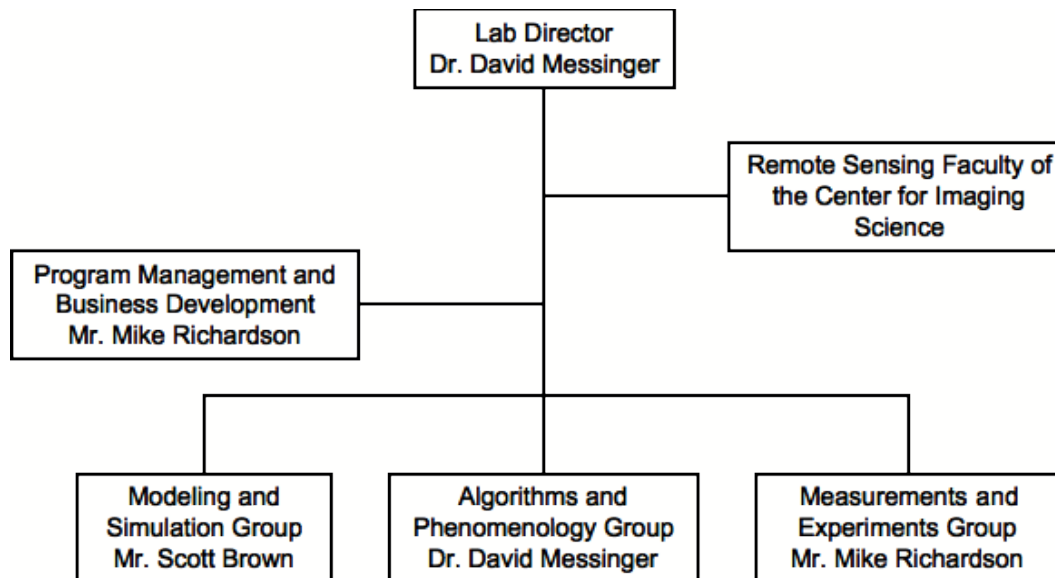 Lab Director
Dr. David Messinger
Remote Sensing Faculty of
the Center for Imaging
Science
Program Management and
Business Development
Mr. Mike Richardson
Modeling and
Simulation Group
Mr. Scott Brown
Algorithms and
Phenomenology Group
Dr. David Messinger
Measurements and
Experiments Group
Mr. Mike Richardson